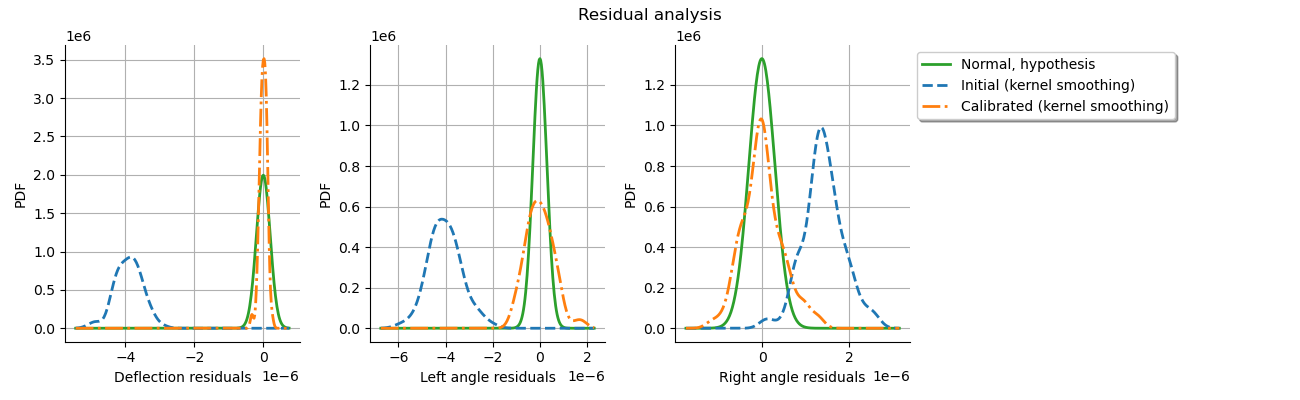 Residual analysis
1e6
3.5
3.0
2.5
2.0
1.5
1.0
0.5
0.0
PDF
−4
−2
0
Deflection residuals
1e−6
1e6
1.2
1.0
0.8
0.6
0.4
0.2
0.0
PDF
−6
−4
−2
0
2
Left angle residuals
1e−6
1e6
1.2
1.0
0.8
0.6
0.4
0.2
0.0
PDF
0
2
Right angle residuals
1e−6
Normal, hypothesis
Initial (kernel smoothing)
Calibrated (kernel smoothing)